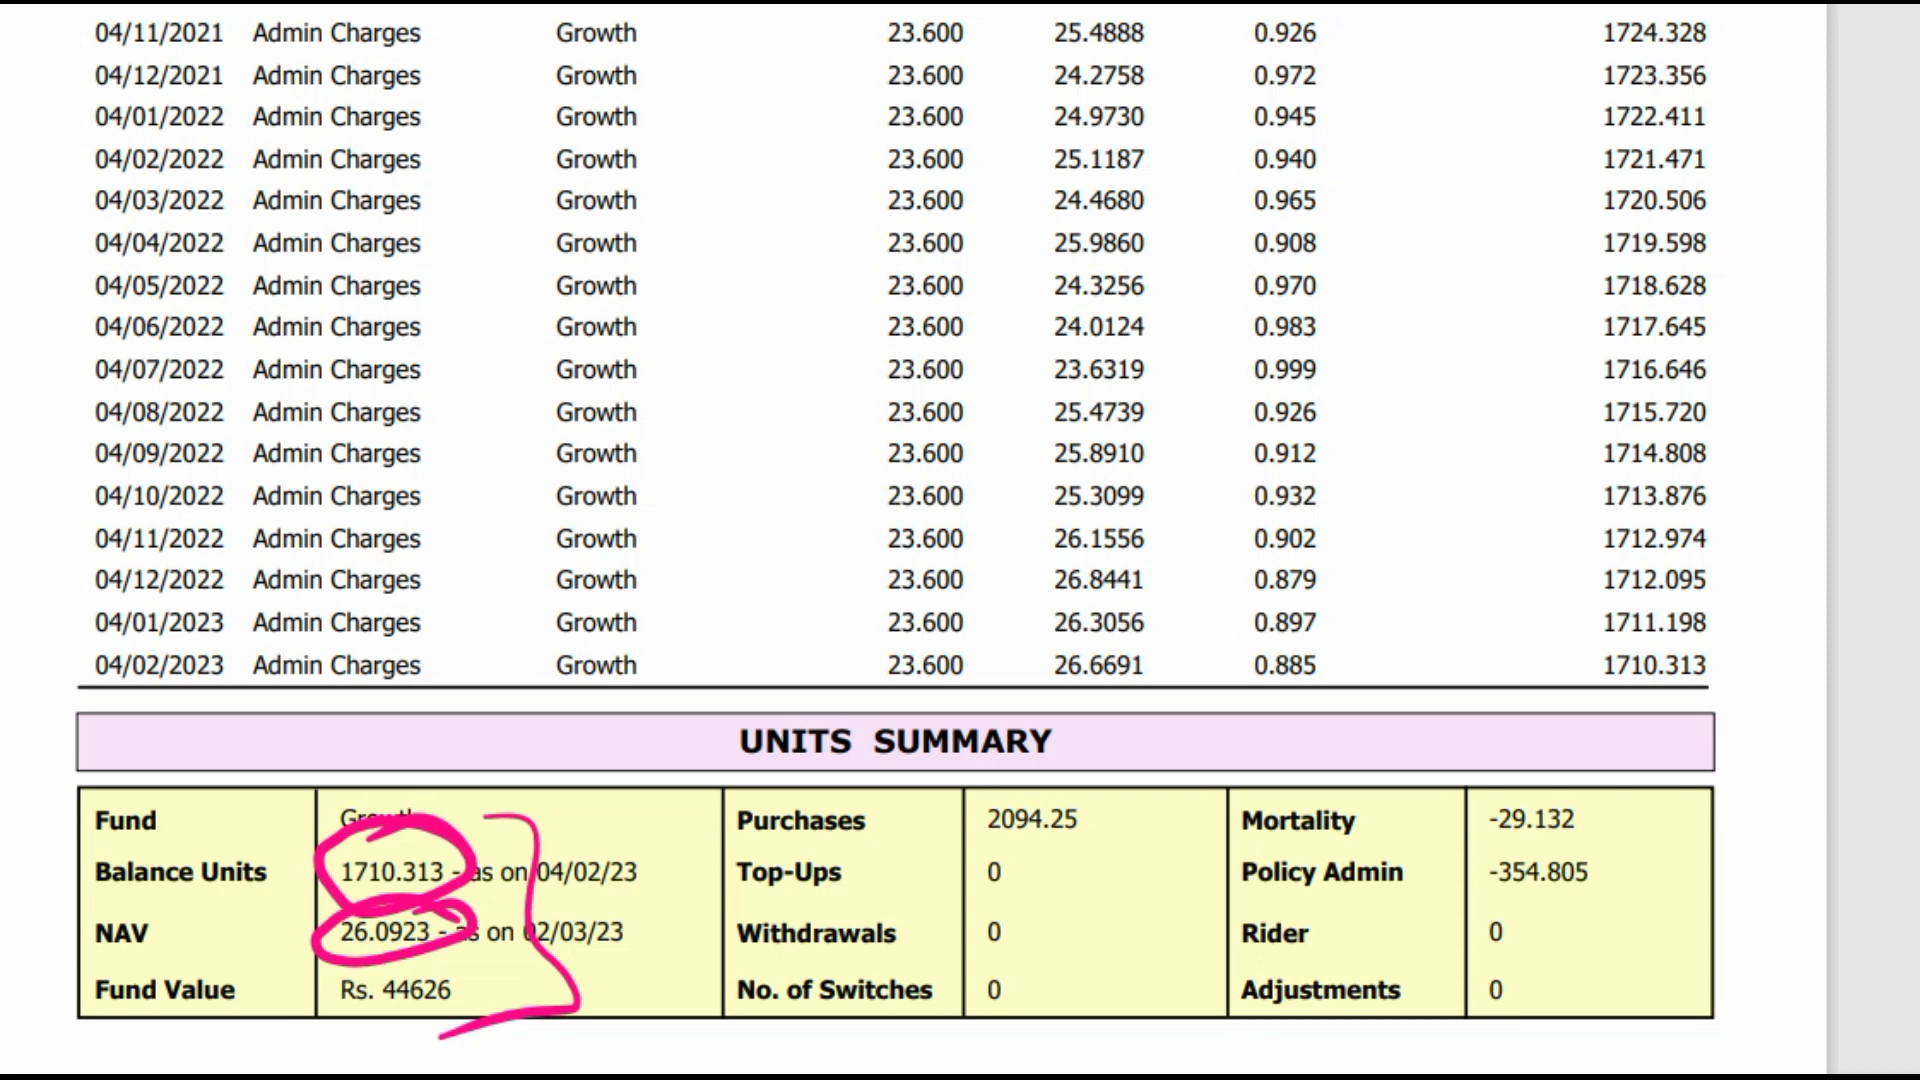 04/11/2021 Admin Charges Growth 23.600 25.4888 0.926 1724.328
04/12/2021 Admin Charges Growth 23.600 24.2758 0.972 1723.356
04/01/2022 Admin Charges Growth 23.600 24.9730 0.945 1722.411
04/02/2022 Admin Charges Growth 23.600 25.1187 0.940 1721.471
04/03/2022 Admin Charges Growth 23.600 24.4680 0.965 1720.506
04/04/2022 Admin Charges Growth 23.600 25.9860 0.908 1719.598
04/05/2022 Admin Charges Growth 23.600 24.3256 0.970 1718.628
04/06/2022 Admin Charges Growth 23.600 24.0124 0.983 1717.645
04/07/2022 Admin Charges Growth 23.600 23.6319 0.999 1716.646
04/08/2022 Admin Charges Growth 23.600 25.4739 0.926 1715.720
04/09/2022 Admin Charges Growth 23.600 25.8910 0.912 1714.808
04/10/2022 Admin Charges Growth 23.600 25.3099 0.932 1713.876
04/11/2022 Admin Charges Growth 23.600 26.1556 0.902 1712.974
04/12/2022 Admin Charges Growth 23.600 26.8441 0.879 1712.095
04/01/2023 Admin Charges Growth 23.600 26.3056 0.897 1711.198
04/02/2023 Admin Charges Growth 23.600 26.6691 0.885 1710.313
UNITS SUMMARY
Fund Growth Purchases 2094.25 Mortality -29.132
Balance Units 1710.313 - as on 04/02/23 Top-Ups 0 Policy Admin -354.805
NAV 26.0923 - as on 02/03/23 Withdrawals 0 Rider 0
Fund Value Rs. 44626 No. of Switches 0 Adjustments 0